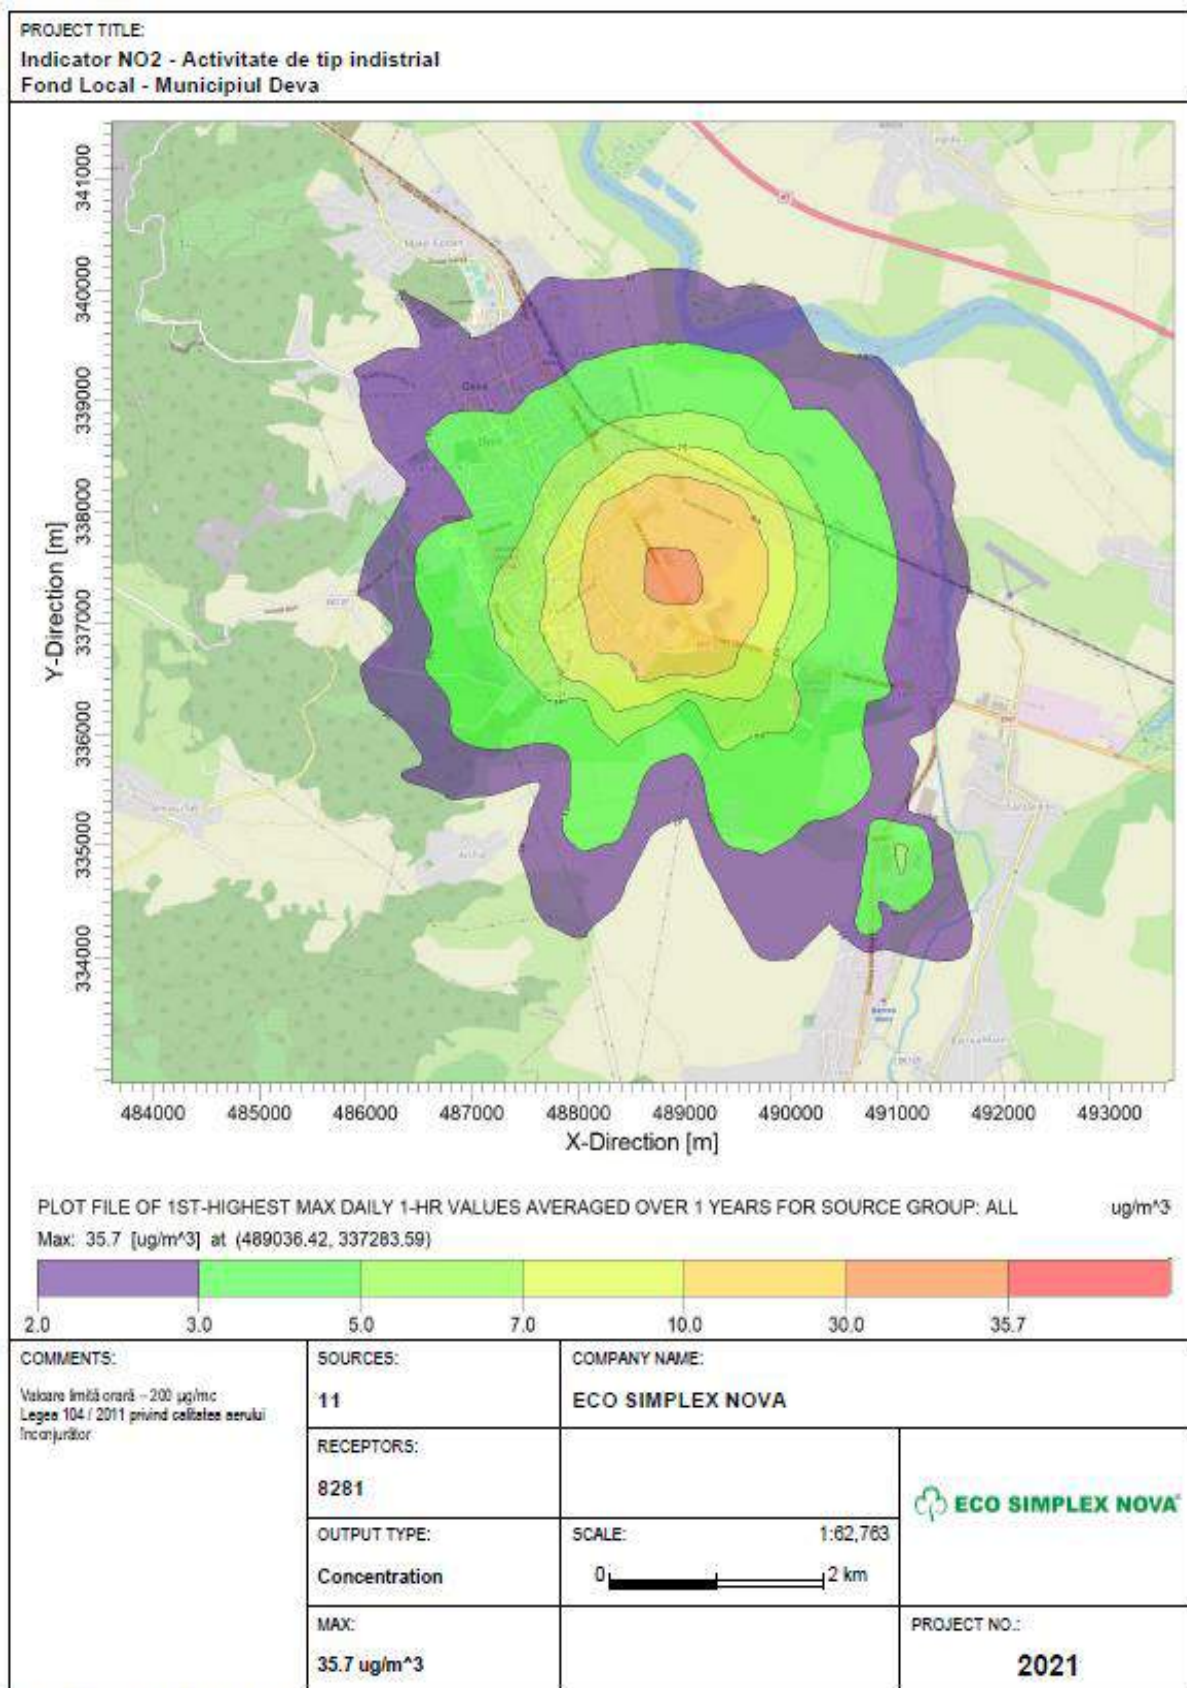 PROJECT TITLE:
Indicator NO2 - Activitate de tip indistrial
Fond Local - Municipiul Deva
Y-Direction [m]
341000
340000
339000
338000
337000
336000
335000
334000
Deva
484000 485000 486000 487000 488000 489000 490000 491000 492000 493000
X-Direction [m]
PLOT FILE OF 1ST-HIGHEST MAX DAILY 1-HR VALUES AVERAGED OVER 1 YEARS FOR SOURCE GROUP: ALL ug/m^3
Max: 35.7 [ug/m^3] at (489036.42, 337283.59)
2.0 3.0 5.0 7.0 10.0 30.0 35.7
COMMENTS:
Valoare limită orară – 200 µg/mc
Legea 104 / 2011 privind calitatea aerului
înconjurător
SOURCES:
11
COMPANY NAME:
ECO SIMPLEX NOVA
RECEPTORS:
8281
ECO SIMPLEX NOVA
OUTPUT TYPE:
Concentration
SCALE: 1:62,763
0 2 km
MAX:
35.7 ug/m^3
PROJECT NO.:
2021